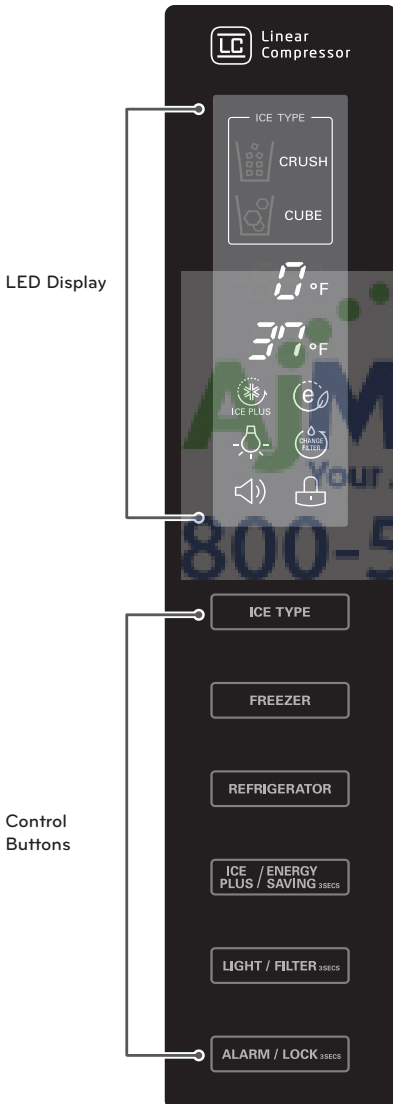 LC Linear
Compressor
ICE TYPE
CRUSH
CUBE
LED Display
0 °F
37 °F
ICE PLUS
e
CHANGE
FILTER
Your
800-5
ICE TYPE
FREEZER
REFRIGERATOR
Control
Buttons
ICE PLUS / ENERGY SAVING 3SECS
LIGHT / FILTER 3SECS
ALARM / LOCK 3SECS